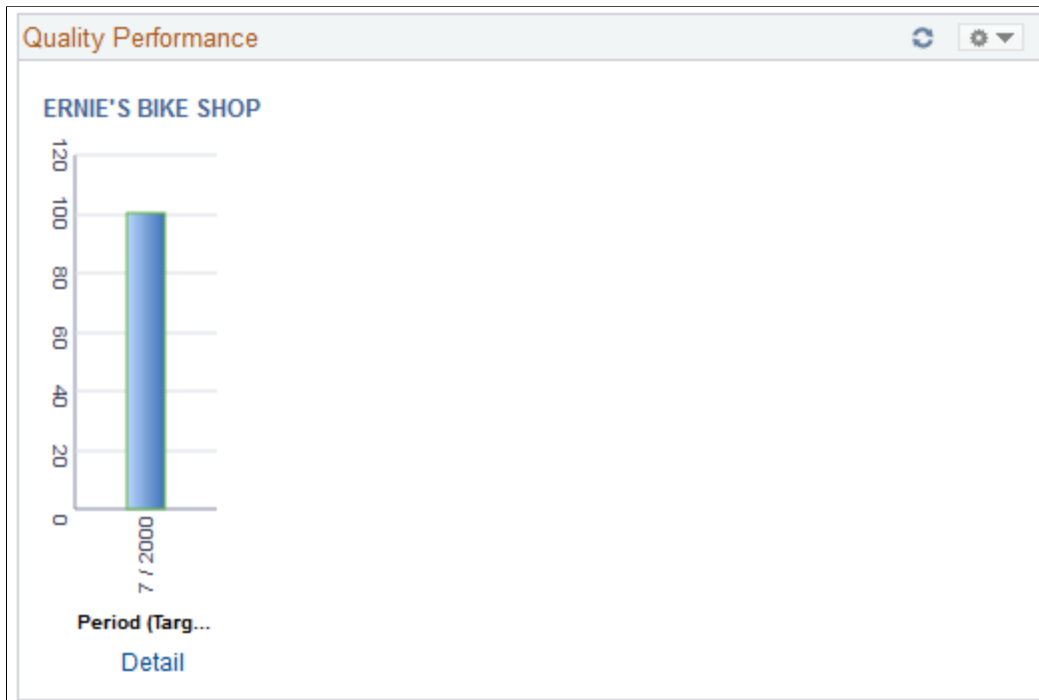 Quality Performance
ERNIE'S BIKE SHOP
120
100
80
60
40
20
0
7 / 2000
Period (Targ...
Detail